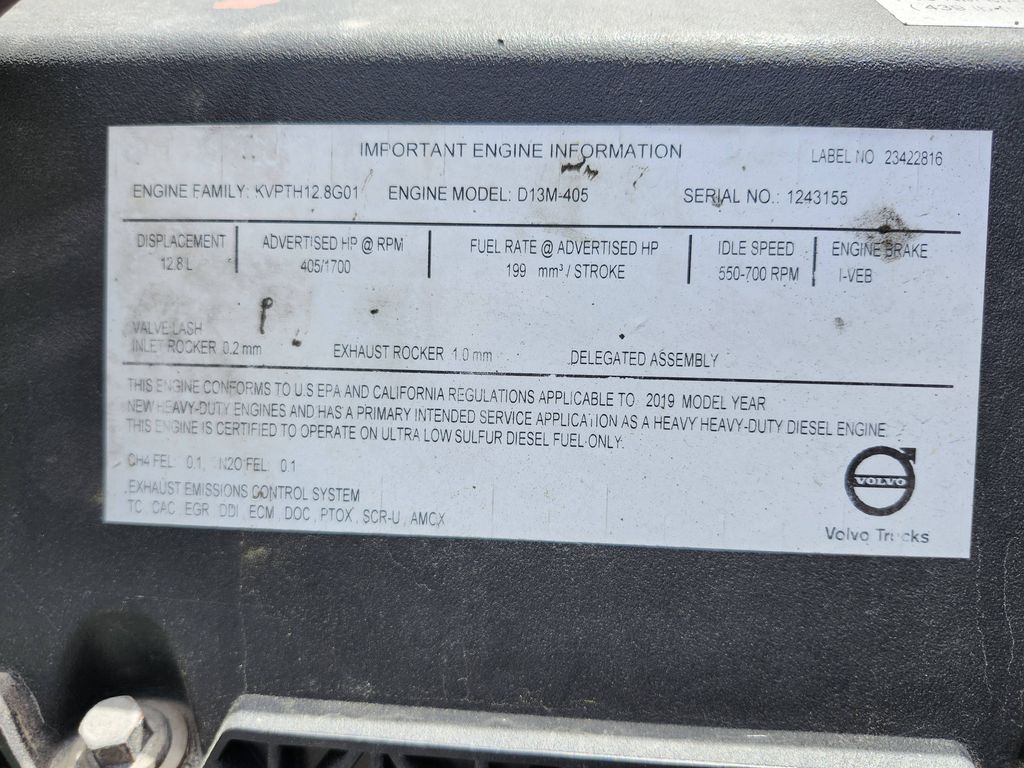 (438 lbf)
IMPORTANT ENGINE INFORMATION
LABEL NO 23422816
ENGINE FAMILY: KVPTH12.8G01 ENGINE MODEL: D13M-405 SERIAL NO.: 1243155
DISPLACEMENT ADVERTISED HP @ RPM FUEL RATE @ ADVERTISED HP IDLE SPEED ENGINE BRAKE
12.8 L 405/1700 199 mm³ / STROKE 550-700 RPM I-VEB
VALVE LASH
INLET ROCKER 0.2 mm EXHAUST ROCKER 1.0 mm DELEGATED ASSEMBLY
THIS ENGINE CONFORMS TO U.S EPA AND CALIFORNIA REGULATIONS APPLICABLE TO 2019 MODEL YEAR
NEW HEAVY-DUTY ENGINES AND HAS A PRIMARY INTENDED SERVICE APPLICATION AS A HEAVY HEAVY-DUTY DIESEL ENGINE
THIS ENGINE IS CERTIFIED TO OPERATE ON ULTRA LOW SULFUR DIESEL FUEL ONLY.
CH4 FEL: 0.1, N2O FEL: 0.1
EXHAUST EMISSIONS CONTROL SYSTEM
TC, CAC, EGR, DDI, ECM, DOC, PTOX, SCR-U, AMCX
VOLVO
Volvo Trucks